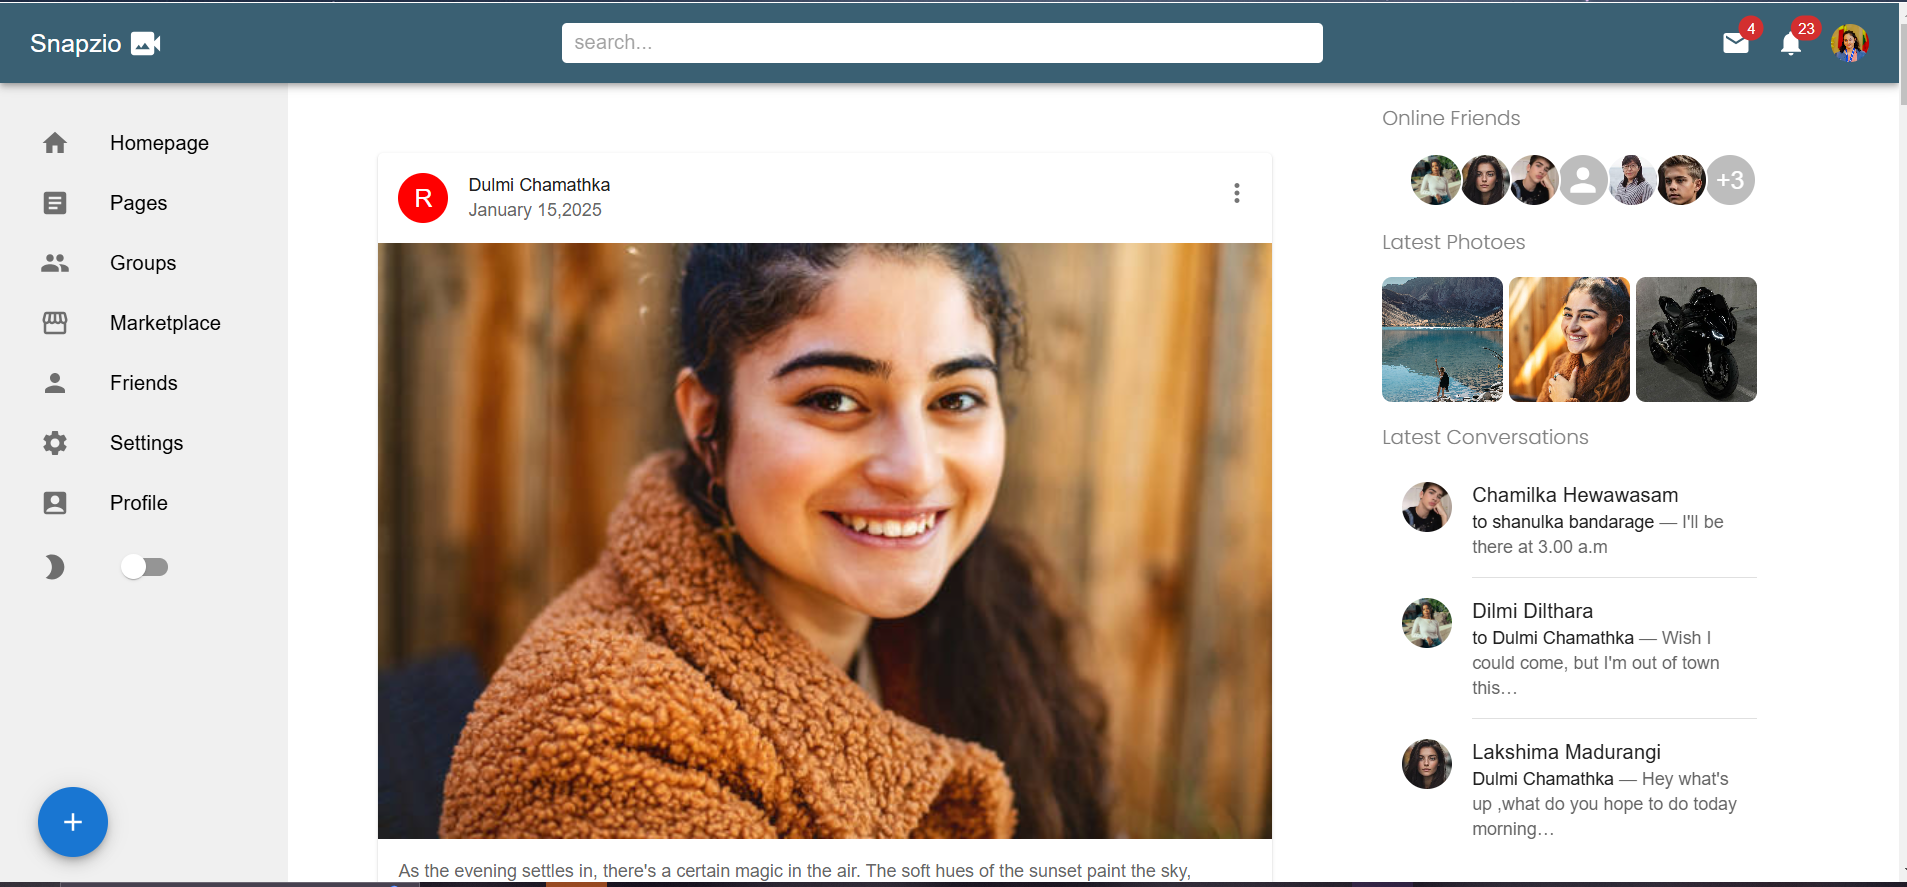 Snapzio
search...
4
23
Homepage
Pages
Groups
Marketplace
Friends
Settings
Profile
R
Dulmi Chamathka
January 15,2025
As the evening settles in, there's a certain magic in the air. The soft hues of the sunset paint the sky,
Online Friends
+3
Latest Photoes
Latest Conversations
Chamilka Hewawasam
to shanulka bandarage — I'll be
there at 3.00 a.m
Dilmi Dilthara
to Dulmi Chamathka — Wish I
could come, but I'm out of town
this…
Lakshima Madurangi
Dulmi Chamathka — Hey what's
up ,what do you hope to do today
morning…